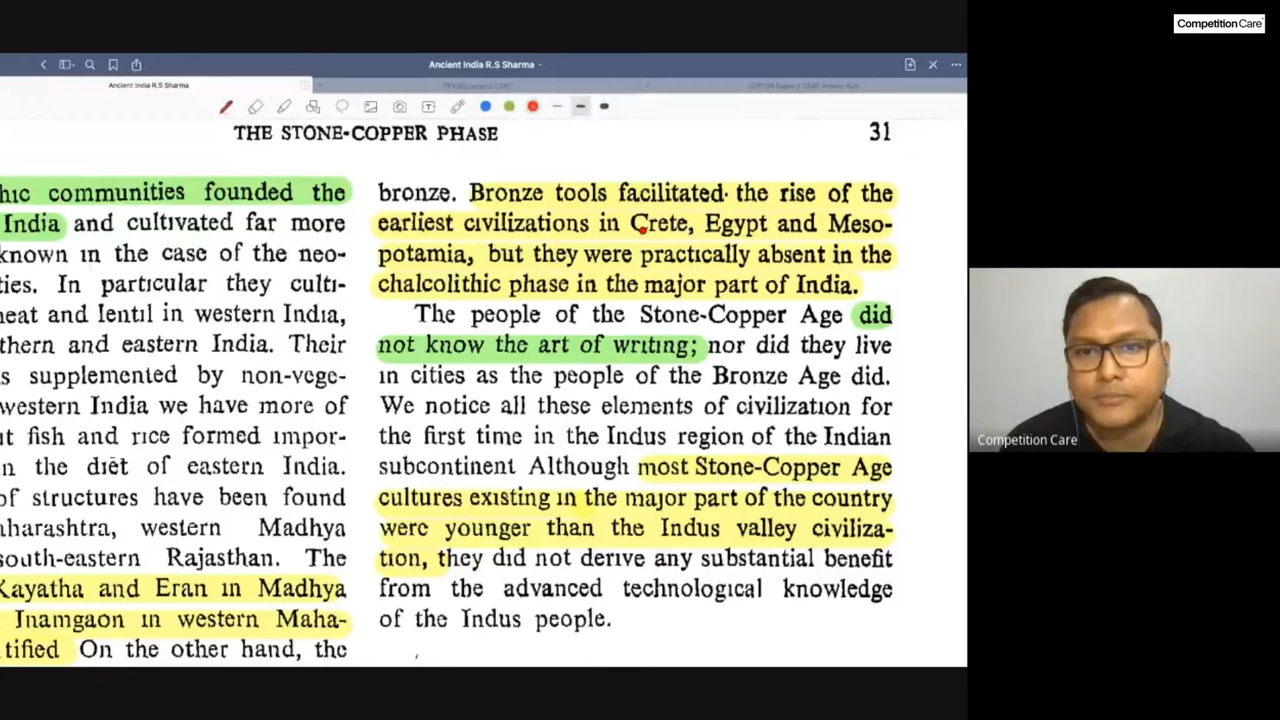 CompetitionCare
Ancient India R.S Sharma
Ancient India R.S Sharma
THE STONE-COPPER PHASE
31
hic communities founded the
India and cultivated far more
known in the case of the neo-
ties. In particular they culti-
heat and lentil in western India,
thern and eastern India. Their
s supplemented by non-vege-
western India we have more of
ut fish and rice formed impor-
n the diet of eastern India.
of structures have been found
aharashtra, western Madhya
south-eastern Rajasthan. The
Kayatha and Eran in Madhya
Inamgaon in western Maha-
tified On the other hand, the
bronze. Bronze tools facilitated the rise of the
earliest civilizations in Crete, Egypt and Meso-
potamia, but they were practically absent in the
chalcolithic phase in the major part of India.
The people of the Stone-Copper Age did
not know the art of writing; nor did they live
in cities as the people of the Bronze Age did.
We notice all these elements of civilization for
the first time in the Indus region of the Indian
subcontinent Although most Stone-Copper Age
cultures existing in the major part of the country
were younger than the Indus valley civiliza-
tion, they did not derive any substantial benefit
from the advanced technological knowledge
of the Indus people.
Competition Care